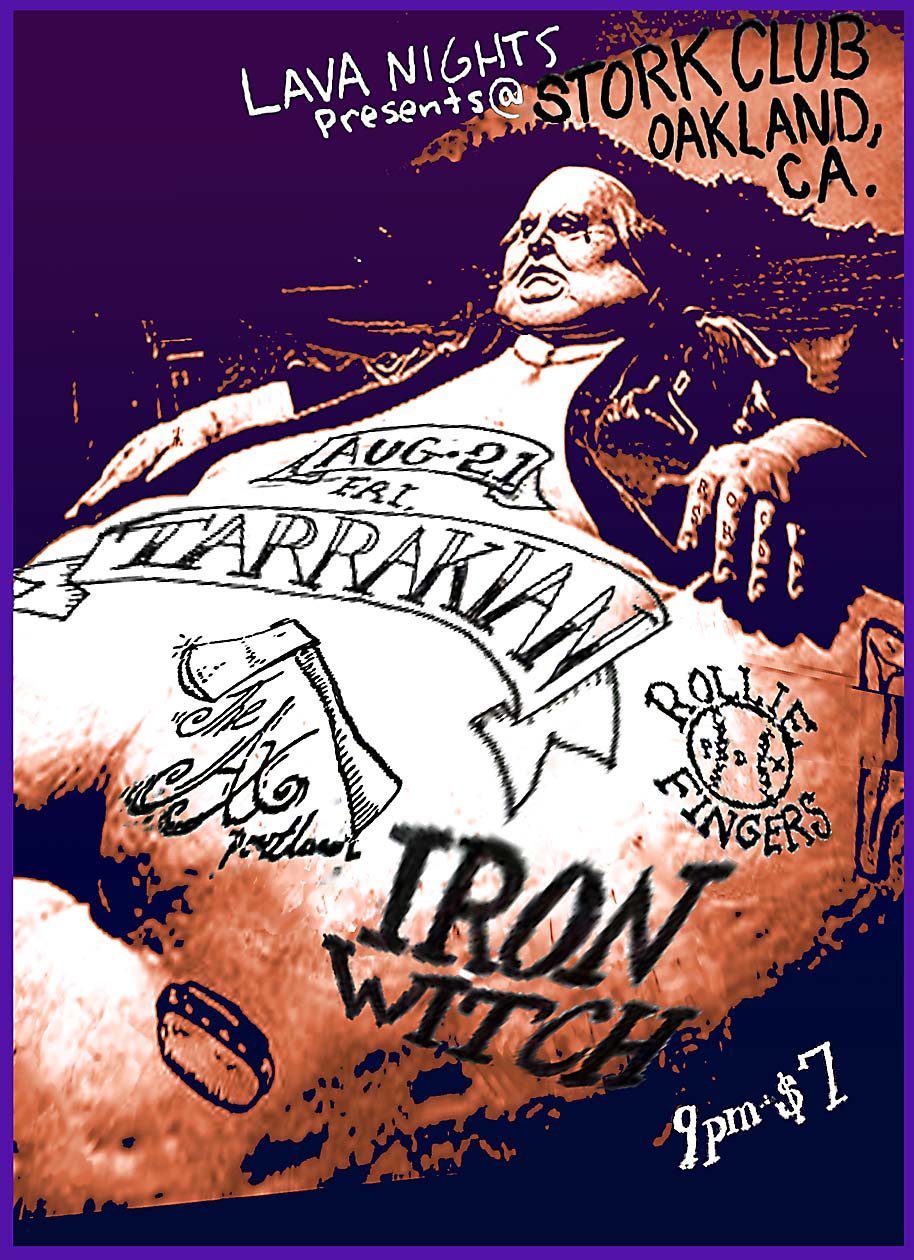 LAVA NIGHTS
presents@
STORK CLUB
OAKLAND,
CA.
AUG·21
FRI.
TARRAKIAN
The
Ax
portland
ROLLIE
FINGERS
IRON
WITCH
9pm·$7